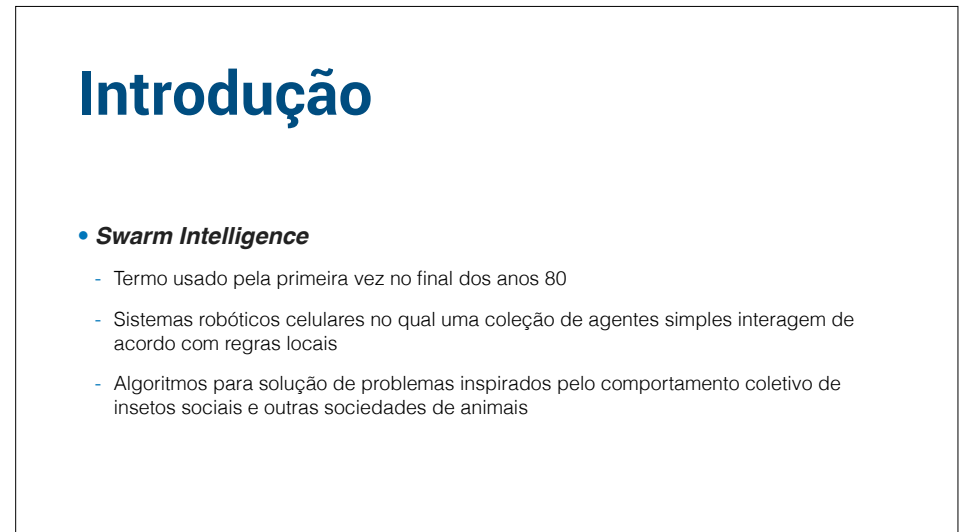 Introdução
• Swarm Intelligence
- Termo usado pela primeira vez no final dos anos 80
- Sistemas robóticos celulares no qual uma coleção de agentes simples interagem de
acordo com regras locais
- Algoritmos para solução de problemas inspirados pelo comportamento coletivo de
insetos sociais e outras sociedades de animais